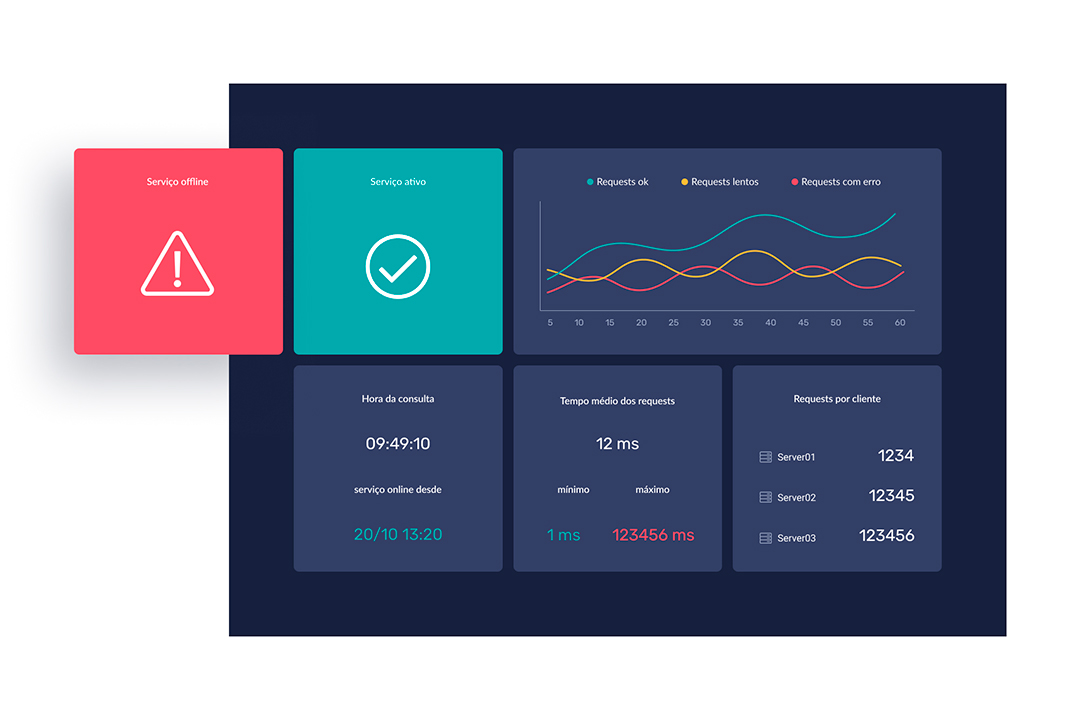 Serviço offline
Serviço ativo
Requests ok Requests lentos Requests com erro
5 10 15 20 25 30 35 40 45 50 55 60
Hora da consulta
09:49:10
serviço online desde
20/10 13:20
Tempo médio dos requests
12 ms
mínimo máximo
1 ms 123456 ms
Requests por cliente
Server01 1234
Server02 12345
Server03 123456